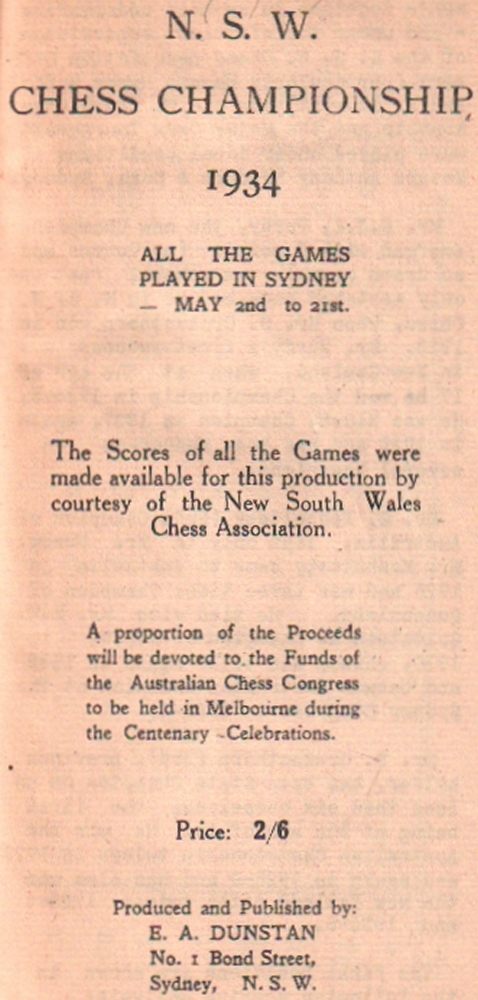 N. S. W.
CHESS CHAMPIONSHIP
1934
ALL THE GAMES
PLAYED IN SYDNEY
— MAY 2nd to 21st.
The Scores of all the Games were
made available for this production by
courtesy of the New South Wales
Chess Association.
A proportion of the Proceeds
will be devoted to the Funds of
the Australian Chess Congress
to be held in Melbourne during
the Centenary Celebrations.
Price: 2/6
Produced and Published by:
E. A. DUNSTAN
No. 1 Bond Street,
Sydney, N. S. W.